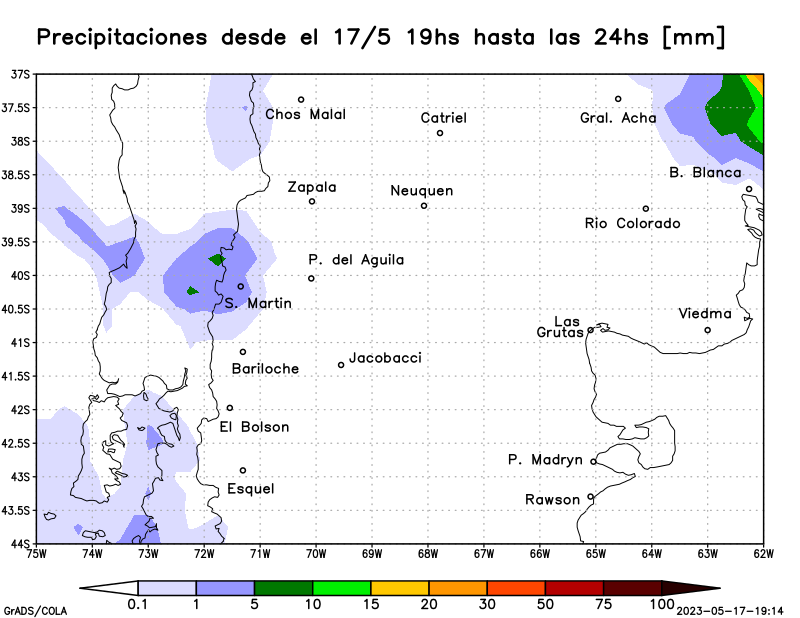 Precipitaciones desde el 17/5 19hs hasta las 24hs [mm]
37S
37.5S
38S
38.5S
39S
39.5S
40S
40.5S
41S
41.5S
42S
42.5S
43S
43.5S
44S
Chos Malal
Catriel
Gral. Acha
B. Blanca
Zapala
Neuquen
Rio Colorado
P. del Aguila
S. Martin
Viedma
Las
Grutas
Bariloche
Jacobacci
El Bolson
P. Madryn
Esquel
Rawson
75W 74W 73W 72W 71W 70W 69W 68W 67W 66W 65W 64W 63W 62W
0.1 1 5 10 15 20 30 50 75 100
GrADS/COLA
2023-05-17-19:14